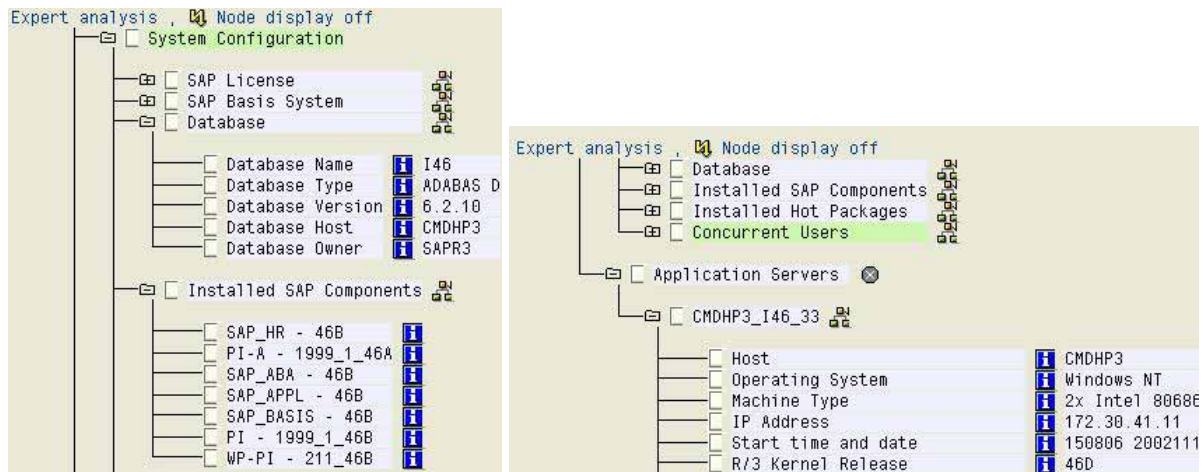 Expert analysis , Node display off
System Configuration
SAP License
SAP Basis System
Database
Database Name I46
Database Type ADABAS D
Database Version 6.2.10
Database Host CMDHP3
Database Owner SAPR3
Installed SAP Components
SAP_HR - 46B
PI-A - 1999_1_46A
SAP_ABA - 46B
SAP_APPL - 46B
SAP_BASIS - 46B
PI - 1999_1_46B
WP-PI - 211_46B
Expert analysis , Node display off
Database
Installed SAP Components
Installed Hot Packages
Concurrent Users
Application Servers
CMDHP3_I46_33
Host CMDHP3
Operating System Windows NT
Machine Type 2x Intel 80686
IP Address 172.30.41.11
Start time and date 150806 2002111
R/3 Kernel Release 46D